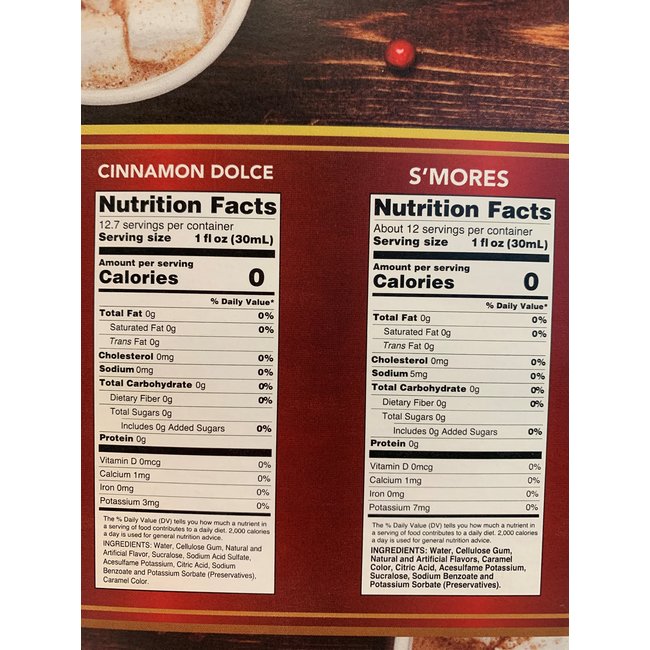 CINNAMON DOLCE
Nutrition Facts
12.7 servings per container
Serving size 1 fl oz (30mL)
Amount per serving
Calories 0
% Daily Value*
Total Fat 0g 0%
Saturated Fat 0g 0%
Trans Fat 0g
Cholesterol 0mg 0%
Sodium 0mg 0%
Total Carbohydrate 0g 0%
Dietary Fiber 0g 0%
Total Sugars 0g
Includes 0g Added Sugars 0%
Protein 0g
Vitamin D 0mcg 0%
Calcium 1mg 0%
Iron 0mg 0%
Potassium 3mg 0%
The % Daily Value (DV) tells you how much a nutrient in
a serving of food contributes to a daily diet. 2,000 calories
a day is used for general nutrition advice.
INGREDIENTS: Water, Cellulose Gum, Natural and
Artificial Flavor, Sucralose, Sodium Acid Sulfate,
Acesulfame Potassium, Citric Acid, Sodium
Benzoate and Potassium Sorbate (Preservatives),
Caramel Color.
S'MORES
Nutrition Facts
About 12 servings per container
Serving size 1 fl oz (30mL)
Amount per serving
Calories 0
% Daily Value*
Total Fat 0g 0%
Saturated Fat 0g 0%
Trans Fat 0g
Cholesterol 0mg 0%
Sodium 5mg 0%
Total Carbohydrate 0g 0%
Dietary Fiber 0g 0%
Total Sugars 0g
Includes 0g Added Sugars 0%
Protein 0g
Vitamin D 0mcg 0%
Calcium 1mg 0%
Iron 0mg 0%
Potassium 7mg 0%
The % Daily Value (DV) tells you how much a nutrient in
a serving of food contributes to a daily diet. 2,000 calories
a day is used for general nutrition advice.
INGREDIENTS: Water, Cellulose Gum,
Natural and Artificial Flavors, Caramel
Color, Citric Acid, Acesulfame Potassium,
Sucralose, Sodium Benzoate and
Potassium Sorbate (Preservatives).